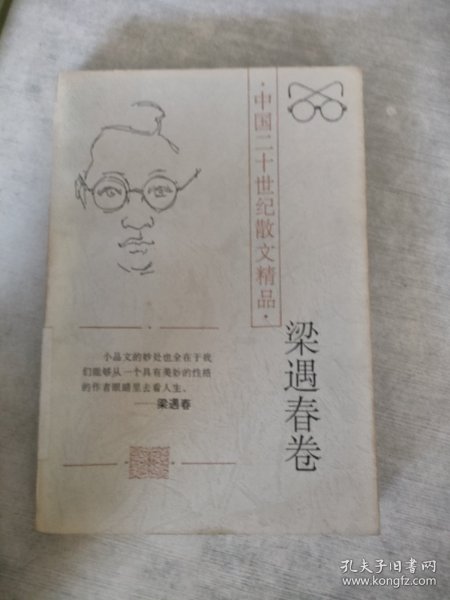 ·中国二十世纪散文精品·
梁遇春卷
小品文的妙处也全在于我
们能够从一个具有美妙的性格
的作者眼睛里去看人生。
——梁遇春
孔夫子旧书网
www.kongfz.com